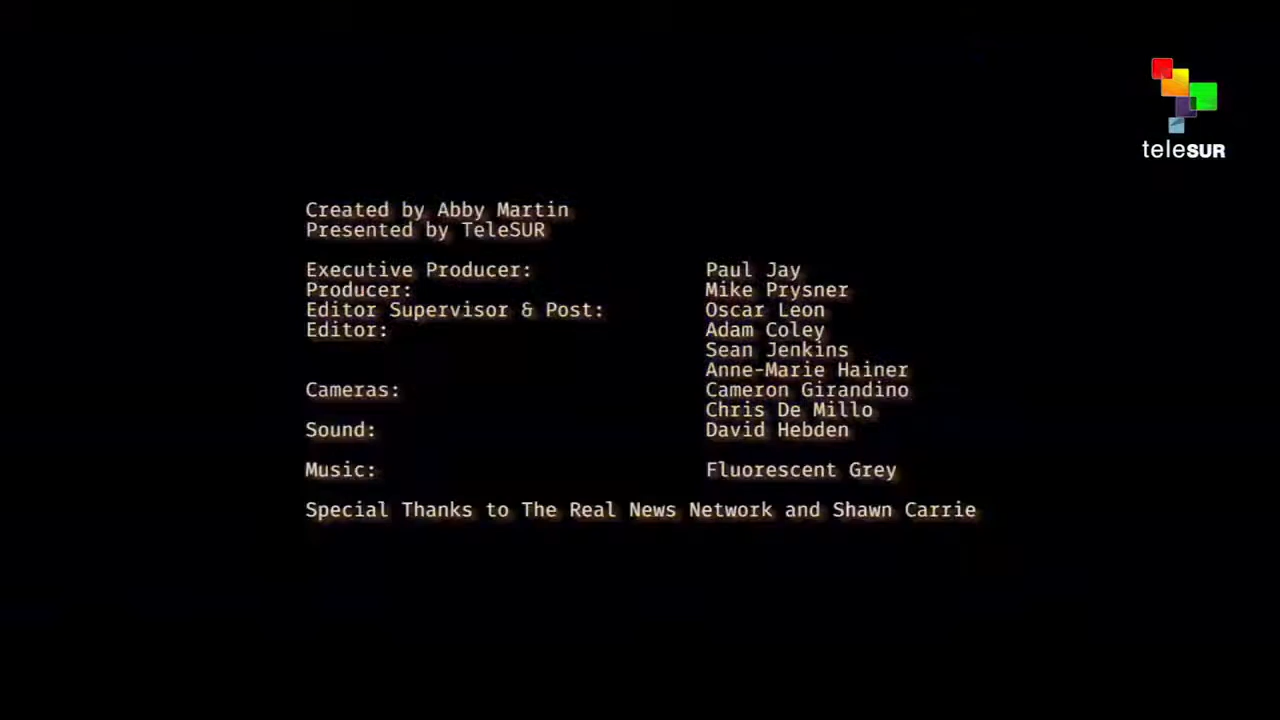 teleSUR
Created by Abby Martin
Presented by TeleSUR
Executive Producer: Paul Jay
Producer: Mike Prysner
Editor Supervisor & Post: Oscar Leon
Editor: Adam Coley
Sean Jenkins
Anne-Marie Hainer
Cameras: Cameron Girandino
Chris De Millo
Sound: David Hebden
Music: Fluorescent Grey
Special Thanks to The Real News Network and Shawn Carrie